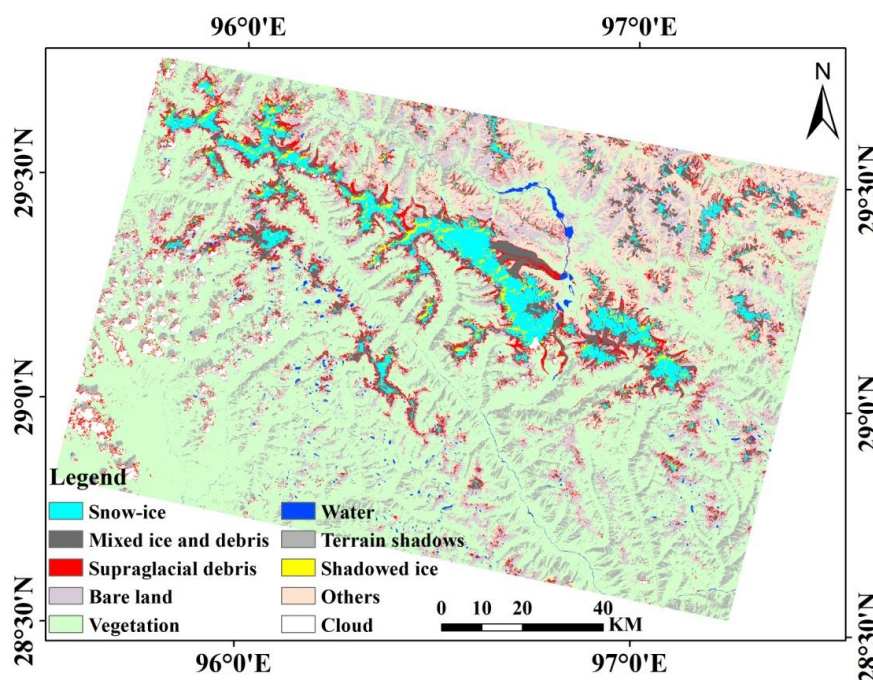 96°0'E 97°0'E
N
29°30'N 29°30'N
29°0'N 29°0'N
28°30'N 28°30'N
Legend
Snow-ice Water
Mixed ice and debris Terrain shadows
Supraglacial debris Shadowed ice
Bare land Others
Vegetation Cloud
0 10 20 40
KM
96°0'E 97°0'E